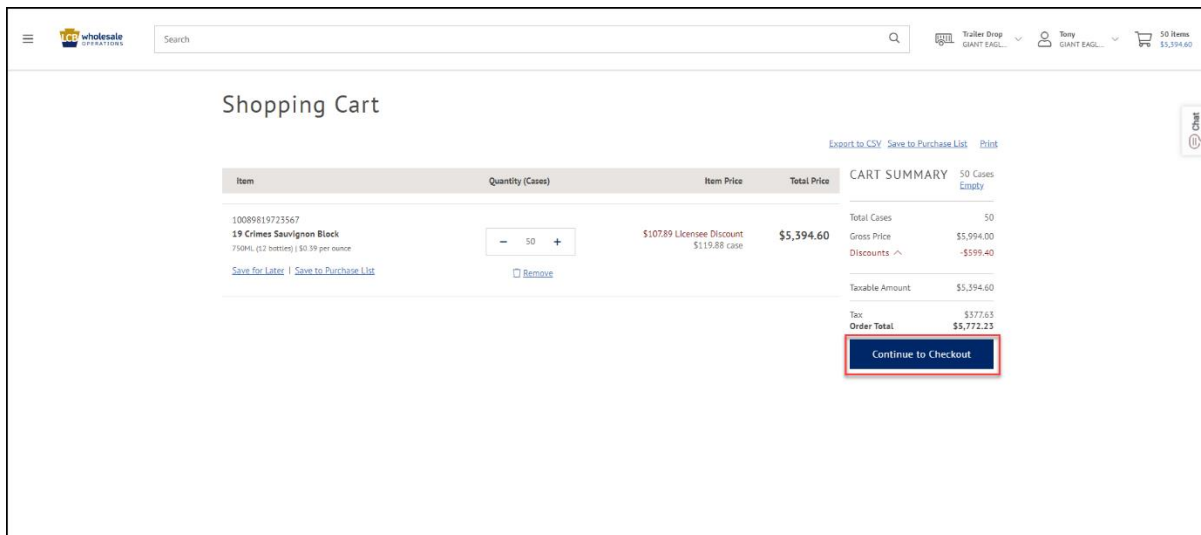 LCB wholesale
OPERATIONS
Search
Trailer Drop
GIANT EAGL...
Tony
GIANT EAGL...
50 items
$5,394.60
Chat
Shopping Cart
Export to CSV Save to Purchase List Print
Item Quantity (Cases) Item Price Total Price
10089819723567
19 Crimes Sauvignon Block
750ML (12 bottles) | $0.39 per ounce
Save for Later | Save to Purchase List
- 50 +
Remove
$107.89 Licensee Discount
$119.88 case
$5,394.60
CART SUMMARY 50 Cases
Empty
Total Cases 50
Gross Price $5,994.00
Discounts -$599.40
Taxable Amount $5,394.60
Tax $377.63
Order Total $5,772.23
Continue to Checkout